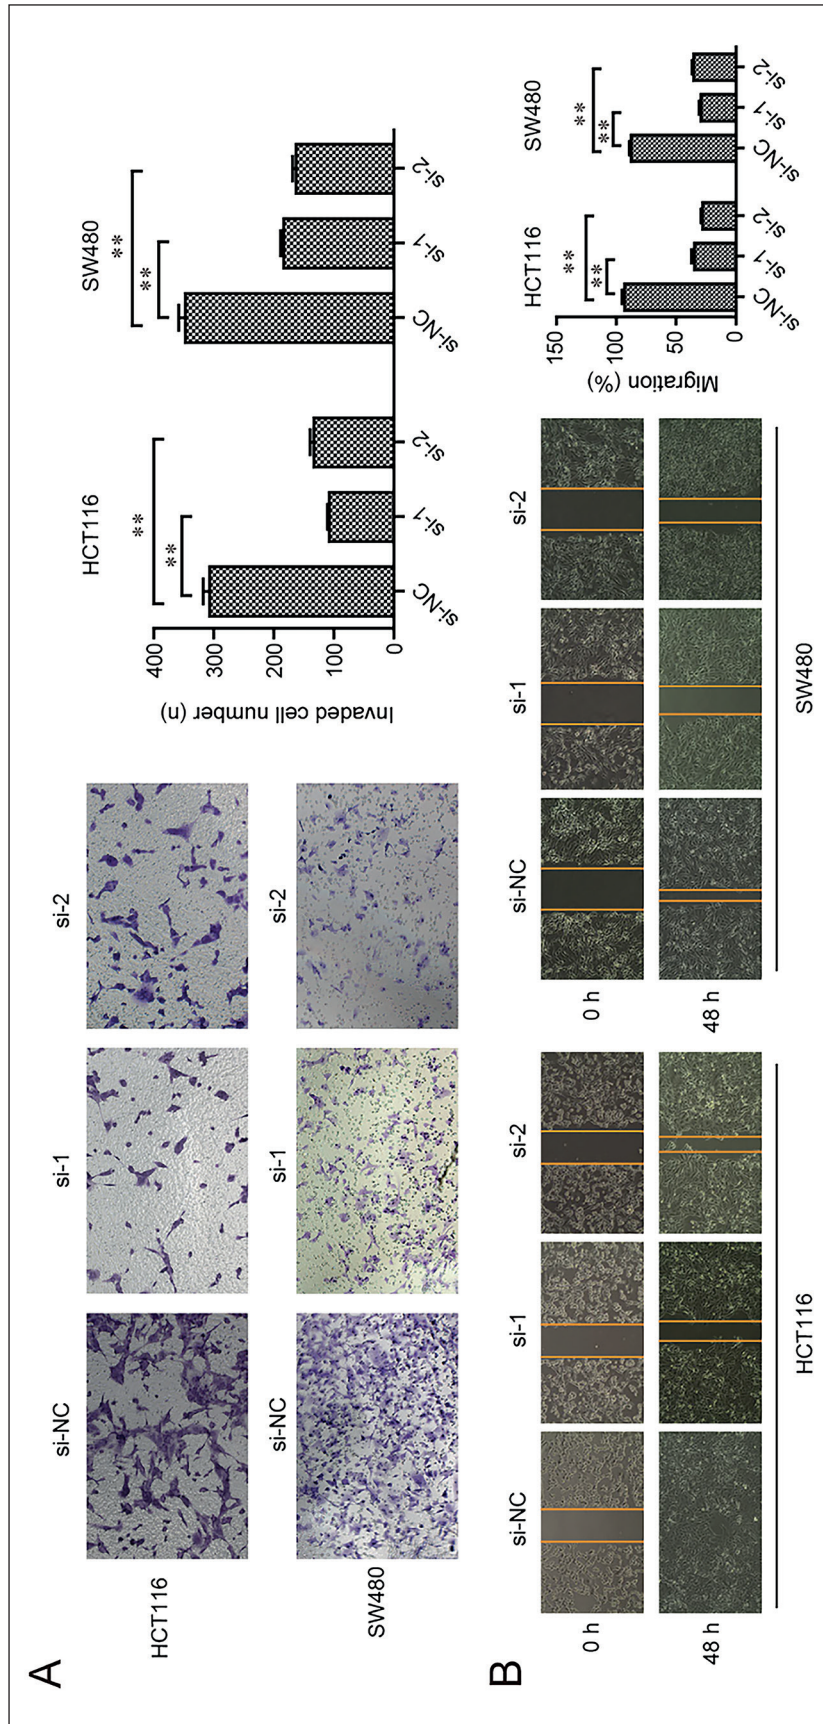 A
si-NC si-1 si-2
HCT116
si-NC si-1 si-2
SW480
HCT116 SW480
** **
** **
Invaded cell number (n)
400
300
200
100
0
si-NC si-1 si-2 si-NC si-1 si-2
B
si-NC si-1 si-2 si-NC si-1 si-2
0 h 0 h
48 h 48 h
HCT116 SW480
HCT116 SW480
** **
** **
Migration (%)
150
100
50
0
si-NC si-1 si-2 si-NC si-1 si-2